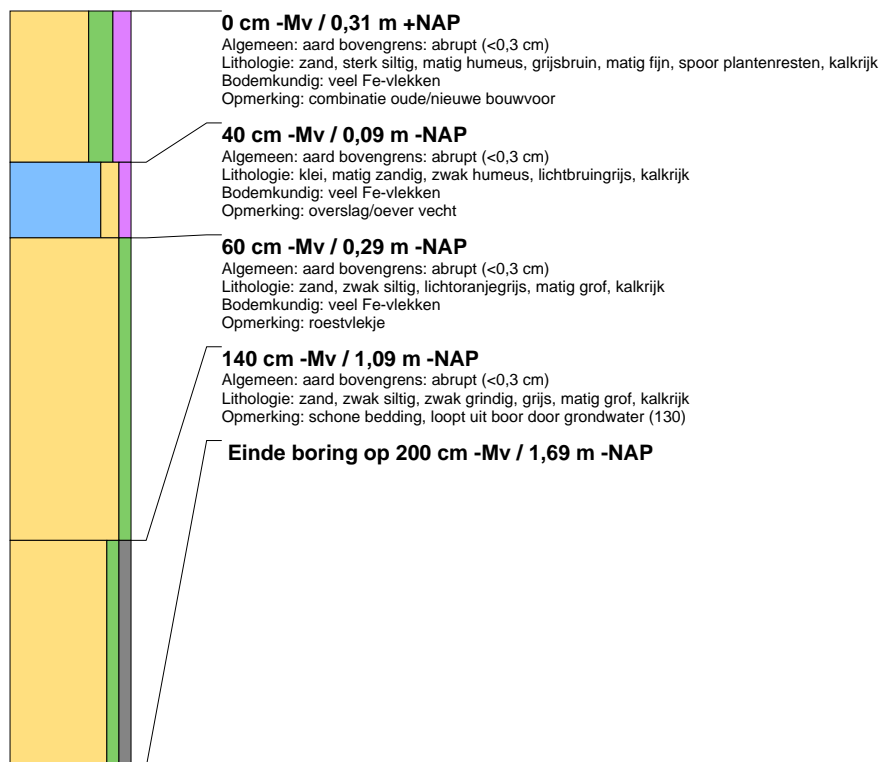 0 cm -Mv / 0,31 m +NAP
Algemeen: aard bovengrens: abrupt (<0,3 cm)
Lithologie: zand, sterk siltig, matig humeus, grijsbruin, matig fijn, spoor plantenresten, kalkrijk
Bodemkundig: veel Fe-vlekken
Opmerking: combinatie oude/nieuwe bouwvoor
40 cm -Mv / 0,09 m -NAP
Algemeen: aard bovengrens: abrupt (<0,3 cm)
Lithologie: klei, matig zandig, zwak humeus, lichtbruingrijs, kalkrijk
Bodemkundig: veel Fe-vlekken
Opmerking: overslag/oever vecht
60 cm -Mv / 0,29 m -NAP
Algemeen: aard bovengrens: abrupt (<0,3 cm)
Lithologie: zand, zwak siltig, lichtoranjegrijs, matig grof, kalkrijk
Bodemkundig: veel Fe-vlekken
Opmerking: roestvlekje
140 cm -Mv / 1,09 m -NAP
Algemeen: aard bovengrens: abrupt (<0,3 cm)
Lithologie: zand, zwak siltig, zwak grindig, grijs, matig grof, kalkrijk
Opmerking: schone bedding, loopt uit boor door grondwater (130)
Einde boring op 200 cm -Mv / 1,69 m -NAP